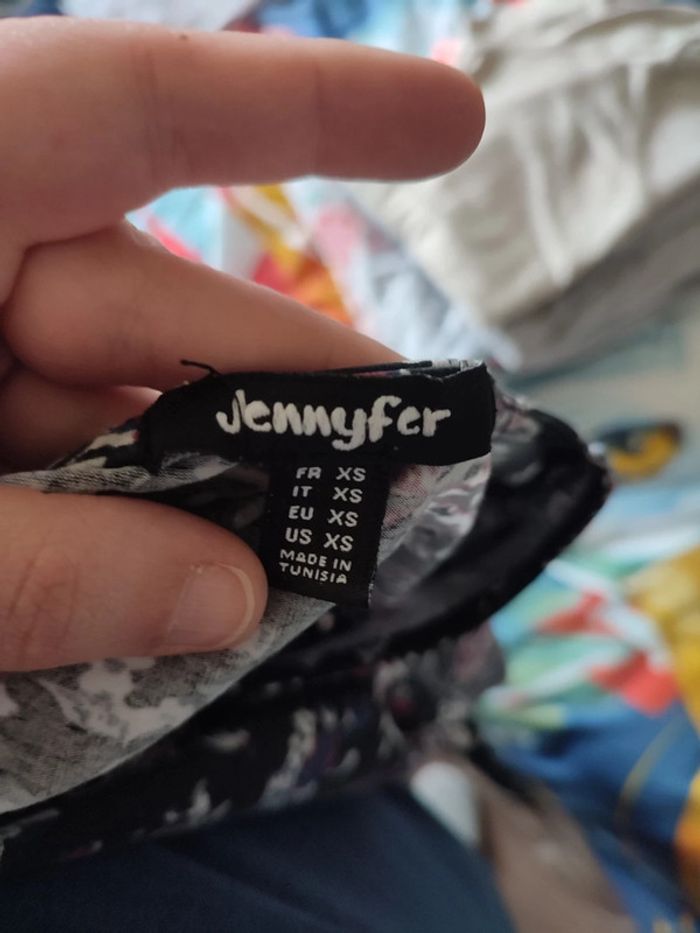 Jennyfer
FR XS
IT XS
EU XS
US XS
MADE IN
TUNISIA